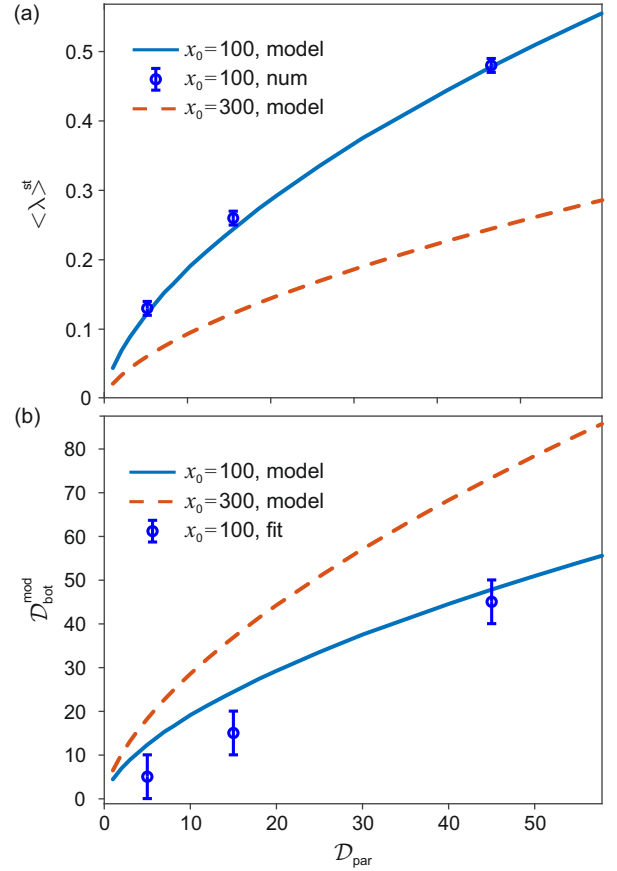 (a)
0.5
0.4
0.3
0.2
0.1
0
<λ>^st
x₀=100, model
x₀=100, num
x₀=300, model
(b)
80
70
60
50
40
30
20
10
0
𝒟_bot^mod
x₀=100, model
x₀=300, model
x₀=100, fit
0 10 20 30 40 50
𝒟_par